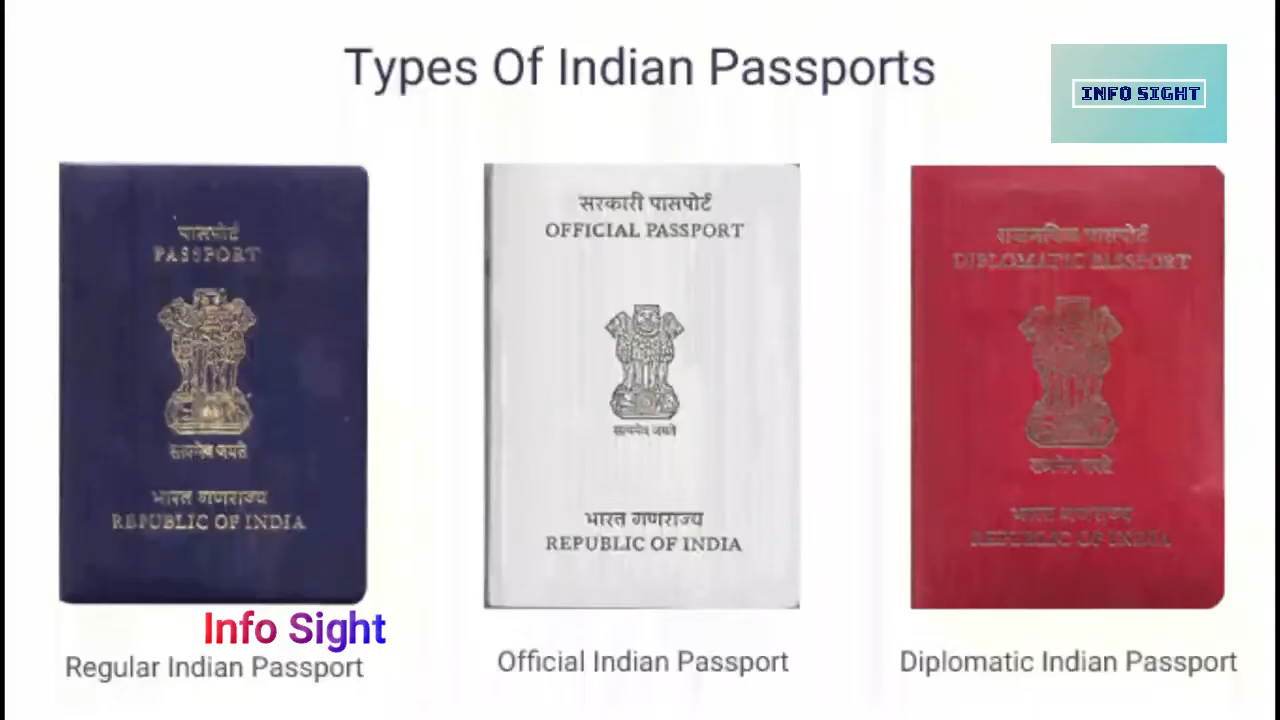 Types Of Indian Passports
INFO SIGHT
पासपोर्ट
PASSPORT
सत्यमेव जयते
भारत गणराज्य
REPUBLIC OF INDIA
Info Sight
Regular Indian Passport
सरकारी पासपोर्ट
OFFICIAL PASSPORT
सत्यमेव जयते
भारत गणराज्य
REPUBLIC OF INDIA
Official Indian Passport
राजनयिक पासपोर्ट
DIPLOMATIC PASSPORT
सत्यमेव जयते
भारत गणराज्य
REPUBLIC OF INDIA
Diplomatic Indian Passport